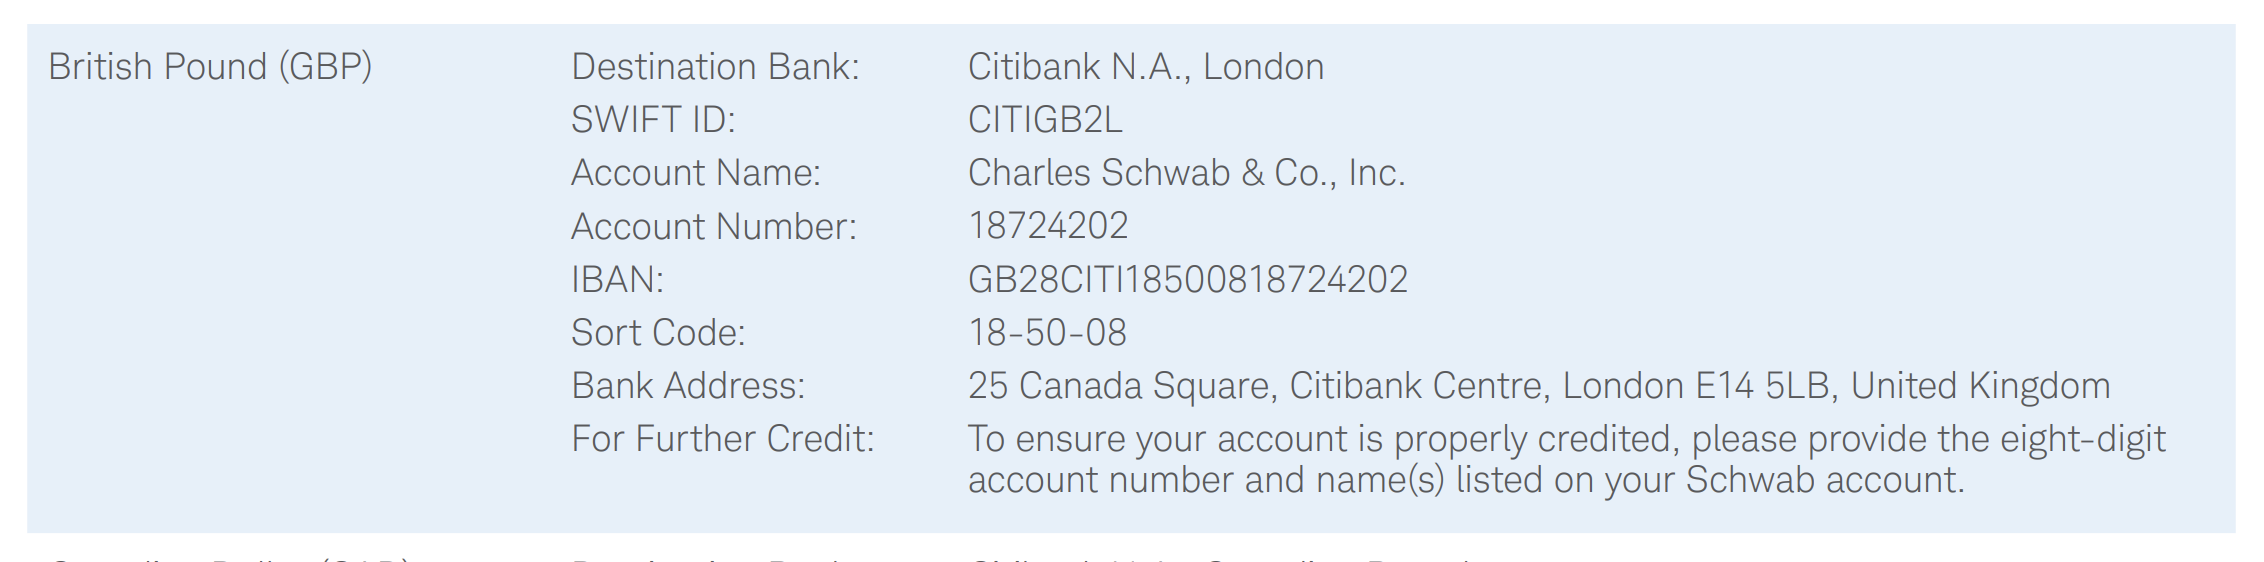 British Pound (GBP) Destination Bank: Citibank N.A., London
SWIFT ID: CITIGB2L
Account Name: Charles Schwab & Co., Inc.
Account Number: 18724202
IBAN: GB28CITI18500818724202
Sort Code: 18-50-08
Bank Address: 25 Canada Square, Citibank Centre, London E14 5LB, United Kingdom
For Further Credit: To ensure your account is properly credited, please provide the eight-digit
account number and name(s) listed on your Schwab account.